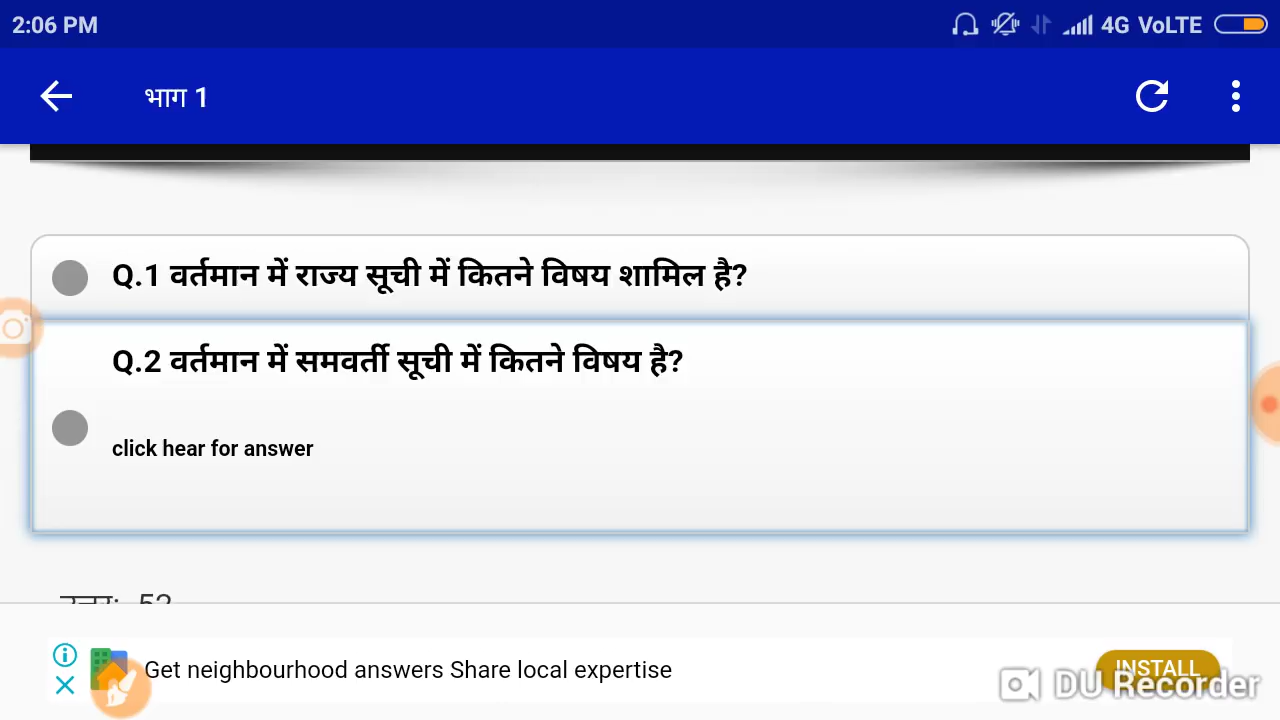 2:06 PM
4G VoLTE
भाग 1
Q.1 वर्तमान में राज्य सूची में कितने विषय शामिल है?
Q.2 वर्तमान में समवर्ती सूची में कितने विषय है?
click hear for answer
Get neighbourhood answers Share local expertise
INSTALL
DU Recorder